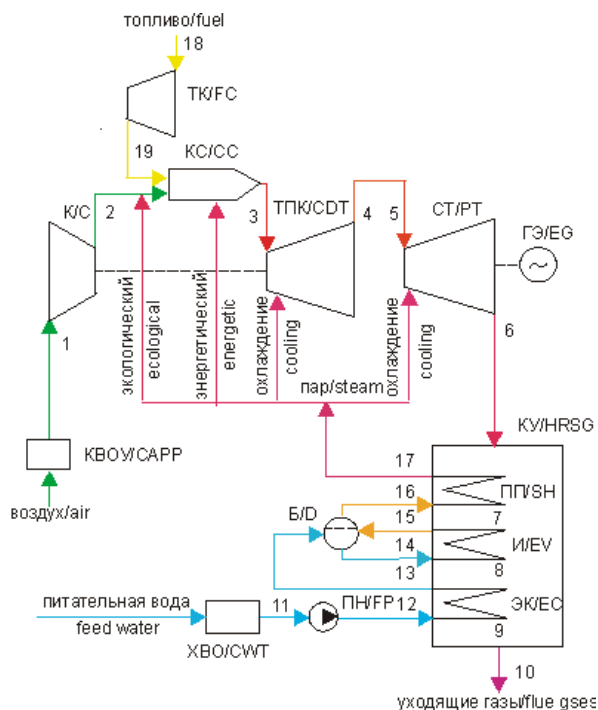 топливо/fuel
18
ТК/FC
19
КС/СС
К/С
2
3
ТПК/CDT
4
5
СТ/РТ
ГЭ/EG
экологический
ecological
энергетический
energetic
охлаждение
cooling
охлаждение
cooling
1
6
пар/steam
КВОУ/CAPP
воздух/air
КУ/HRSG
17
16
ПП/SH
Б/D
15
7
14
И/EV
13
8
питательная вода
feed water
11
ПН/FP
12
ЭК/EC
9
ХВО/CWT
10
уходящие газы/flue gses